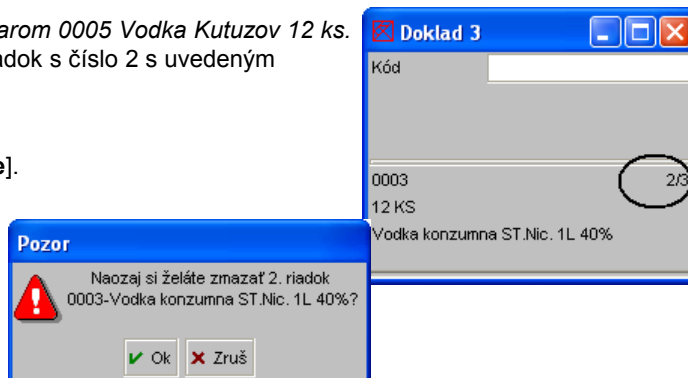 arom 0005 Vodka Kutuzov 12 ks.
adok s číslo 2 s uvedeným
e].
Doklad 3
Kód
0003 2/3
12 KS
Vodka konzumna ST.Nic. 1L 40%
Pozor
Naozaj si želáte zmazať 2. riadok
0003-Vodka konzumna ST.Nic. 1L 40%?
Ok Zruš